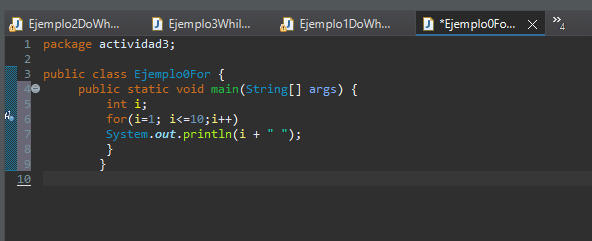 Ejemplo2DoWh... Ejemplo3Whil... Ejemplo1DoWh... *Ejemplo0Fo... »4
1 package actividad3;
2
3 public class Ejemplo0For {
4 public static void main(String[] args) {
5 int i;
6 for(i=1; i<=10;i++)
7 System.out.println(i + " ");
8 }
9 }
10